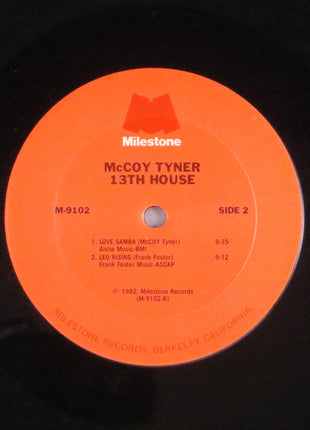 Milestone
McCOY TYNER
13TH HOUSE
M-9102 SIDE 2
1. LOVE SAMBA (McCOY Tyner) 8:35
Aisha Music-BMI
2. LEO RISING (Frank Foster) 9:12
Frank Foster Music-ASCAP
℗ 1982, Milestone Records
(M-9102-B)
MILESTONE RECORDS, BERKELEY, CALIFORNIA